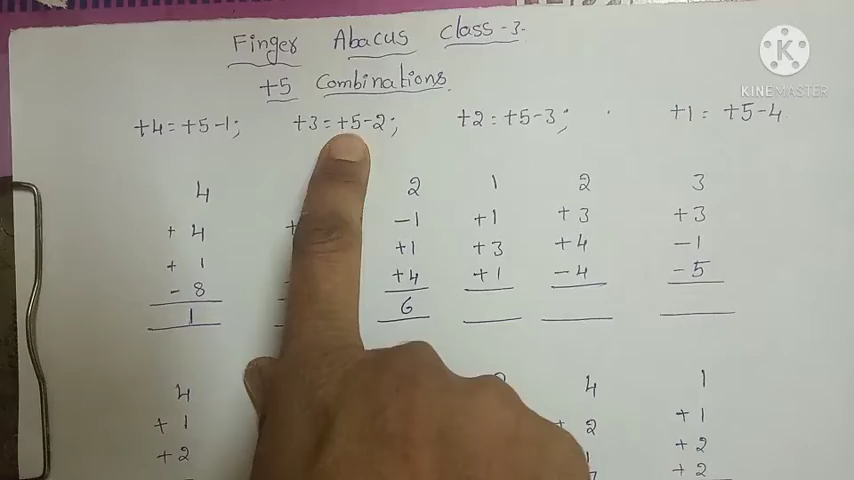 Finger Abacus Class-3-
+5 Combinations.
KINEMASTER
+4=+5-1; +3=+5-2; +2=+5-3; +1= +5-4
4 2 1 2 3
+ 4 -1 +1 + 3 + 3
+ 1 +1 + 3 + 4 - 1
- 8 +4 + 1 - 4 - 5
1 6
4 4 1
+ 1 2 + 1
+ 2 + 2
+ 2